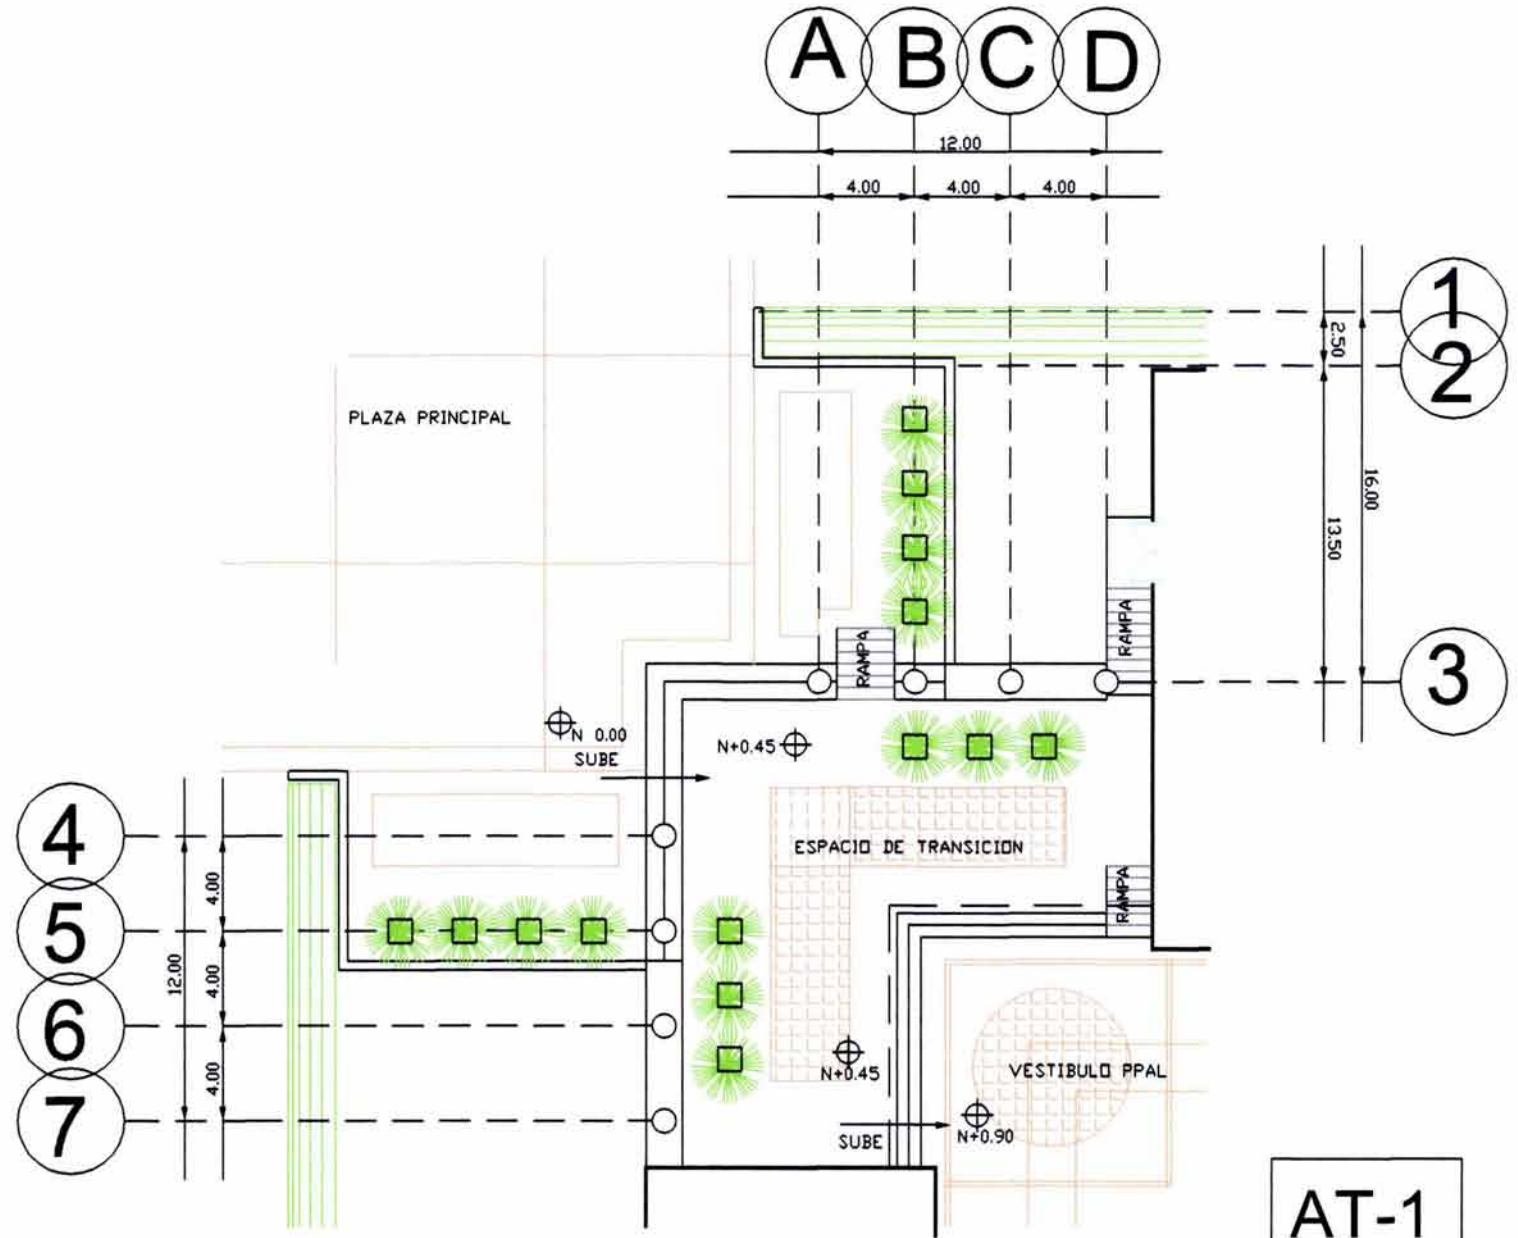 A B C D
12.00
4.00 4.00 4.00
1
2.50
2
PLAZA PRINCIPAL
16.00
13.50
RAMPA
RAMPA
3
N 0.00
N+0.45
SUBE
4
ESPACIO DE TRANSICION
4.00
RAMPA
5
12.00
4.00
6
4.00
N+0.45
VESTIBULO PPAL
7
SUBE
N+0.90
AT-1